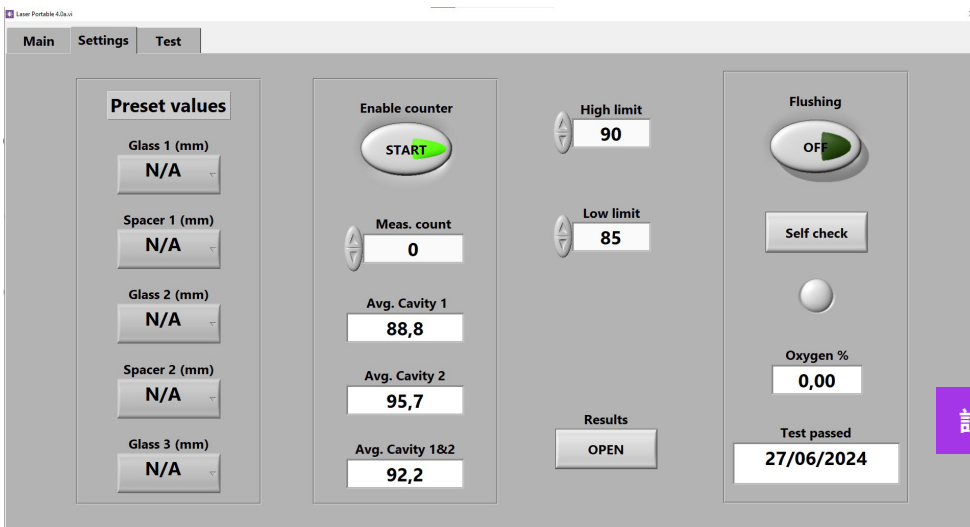 Laser Portable 4.0a.vi
Main Settings Test
Preset values
Glass 1 (mm)
N/A
Spacer 1 (mm)
N/A
Glass 2 (mm)
N/A
Spacer 2 (mm)
N/A
Glass 3 (mm)
N/A
Enable counter
START
Meas. count
0
Avg. Cavity 1
88,8
Avg. Cavity 2
95,7
Avg. Cavity 1&2
92,2
High limit
90
Low limit
85
Results
OPEN
Flushing
OFF
Self check
Oxygen %
0,00
Test passed
27/06/2024